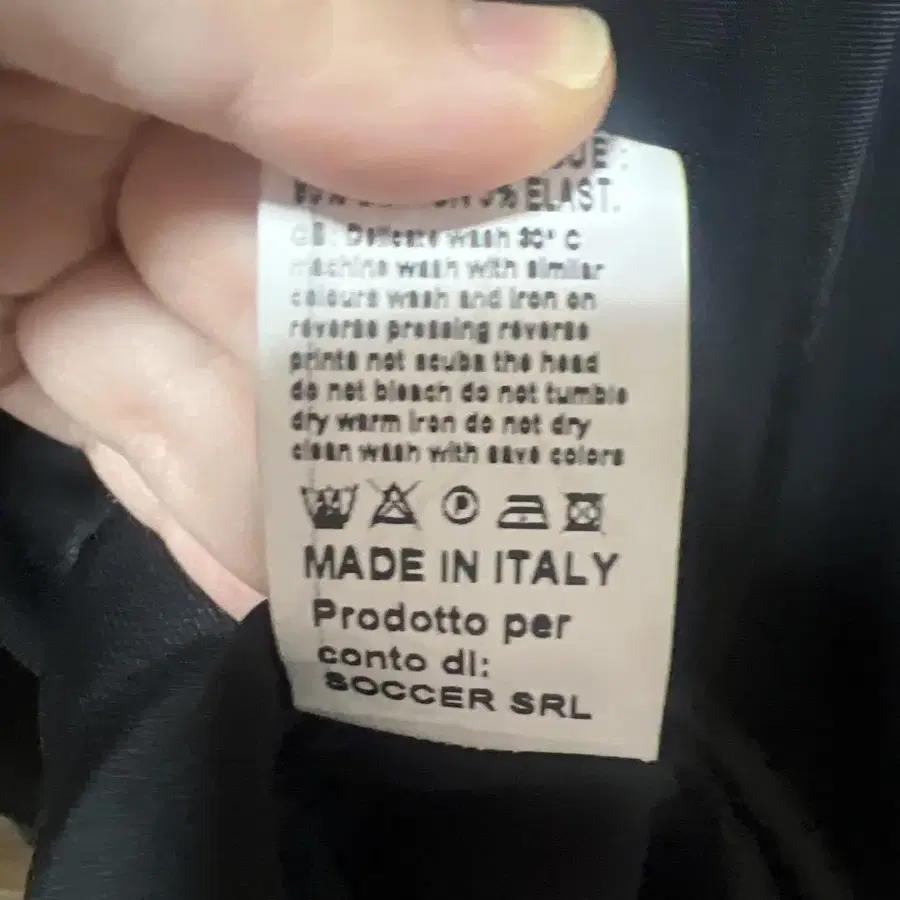 ELAST.
GB: Delicate wash 30° C
machine wash with similar
colours wash and iron on
reverse pressing reverse
prints not scubs the head
do not bleach do not tumble
dry warm iron do not dry
clean wash with save colors
P
MADE IN ITALY
Prodotto per
conto di:
SOCCER SRL